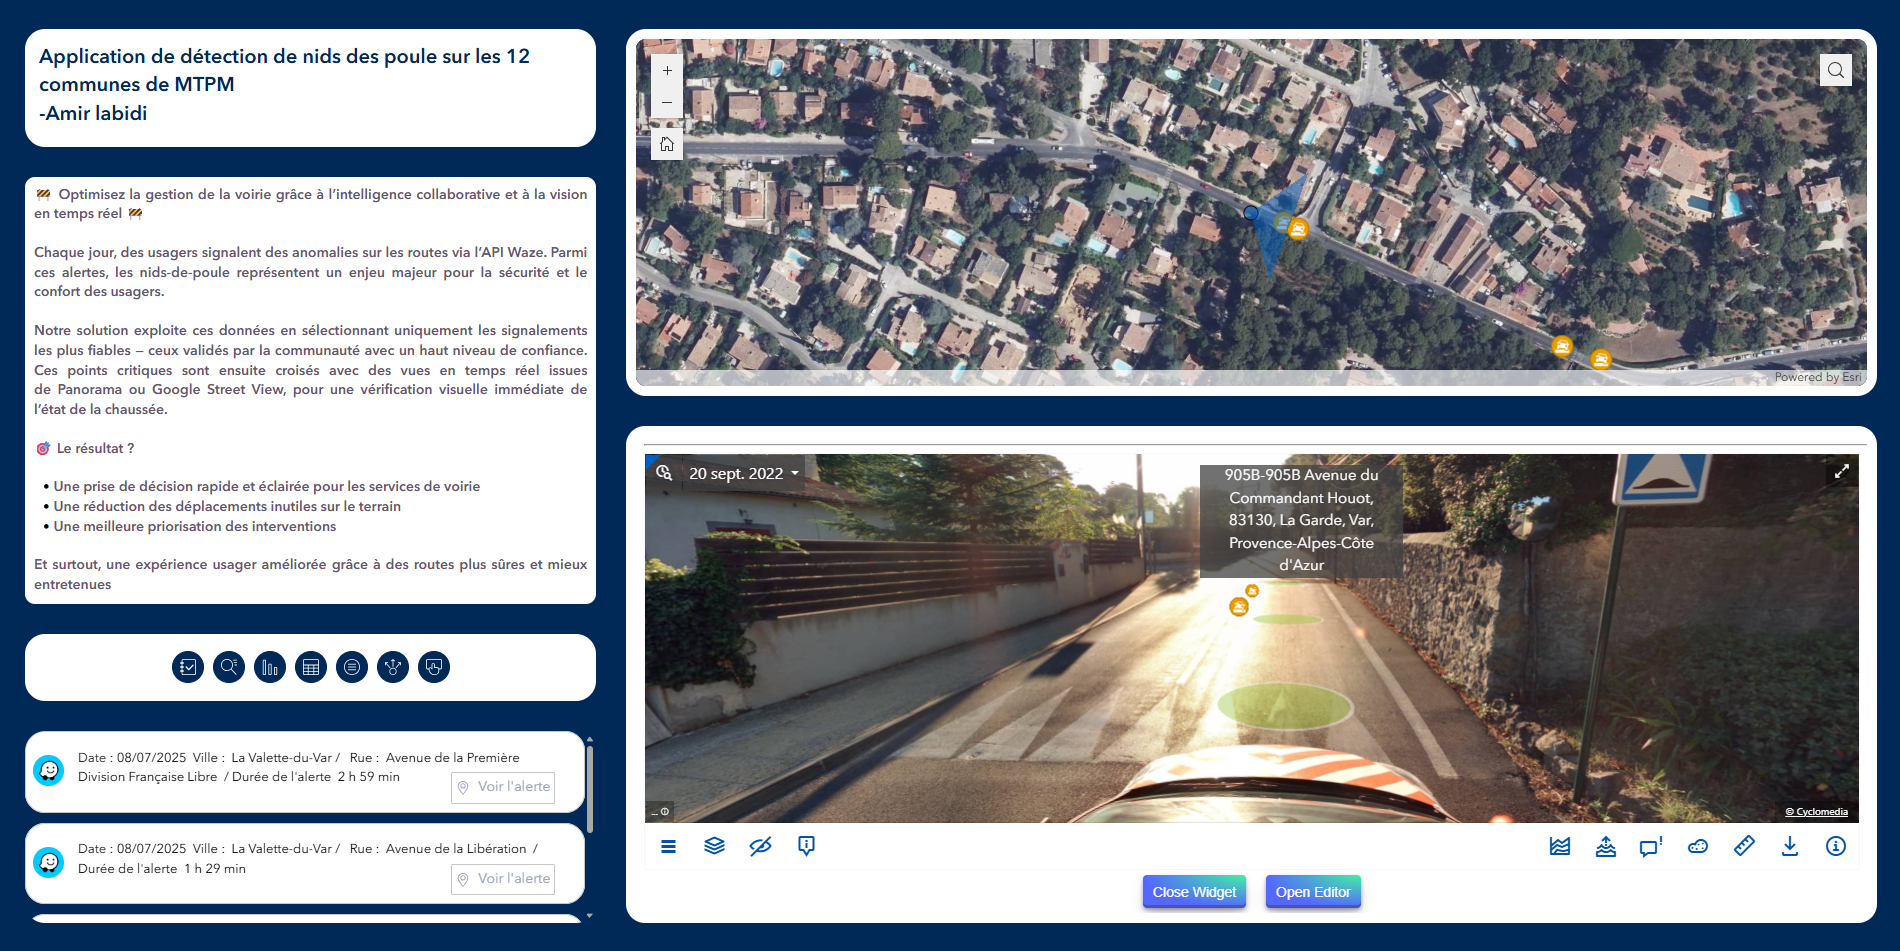 Application de détection de nids des poule sur les 12
communes de MTPM
-Amir labidi
🚧 Optimisez la gestion de la voirie grâce à l'intelligence collaborative et à la vision
en temps réel 🚧
Chaque jour, des usagers signalent des anomalies sur les routes via l'API Waze. Parmi
ces alertes, les nids-de-poule représentent un enjeu majeur pour la sécurité et le
confort des usagers.
Notre solution exploite ces données en sélectionnant uniquement les signalements
les plus fiables – ceux validés par la communauté avec un haut niveau de confiance.
Ces points critiques sont ensuite croisés avec des vues en temps réel issues
de Panorama ou Google Street View, pour une vérification visuelle immédiate de
l'état de la chaussée.
🎯 Le résultat ?
• Une prise de décision rapide et éclairée pour les services de voirie
• Une réduction des déplacements inutiles sur le terrain
• Une meilleure priorisation des interventions
Et surtout, une expérience usager améliorée grâce à des routes plus sûres et mieux
entretenues
Date : 08/07/2025 Ville : La Valette-du-Var / Rue : Avenue de la Première
Division Française Libre / Durée de l'alerte 2 h 59 min
Voir l'alerte
Date : 08/07/2025 Ville : La Valette-du-Var / Rue : Avenue de la Libération /
Durée de l'alerte 1 h 29 min
Voir l'alerte
+
–
Powered by Esri
20 sept. 2022
905B-905B Avenue du
Commandant Houot,
83130, La Garde, Var,
Provence-Alpes-Côte
d'Azur
...
© Cyclomedia
Close Widget
Open Editor